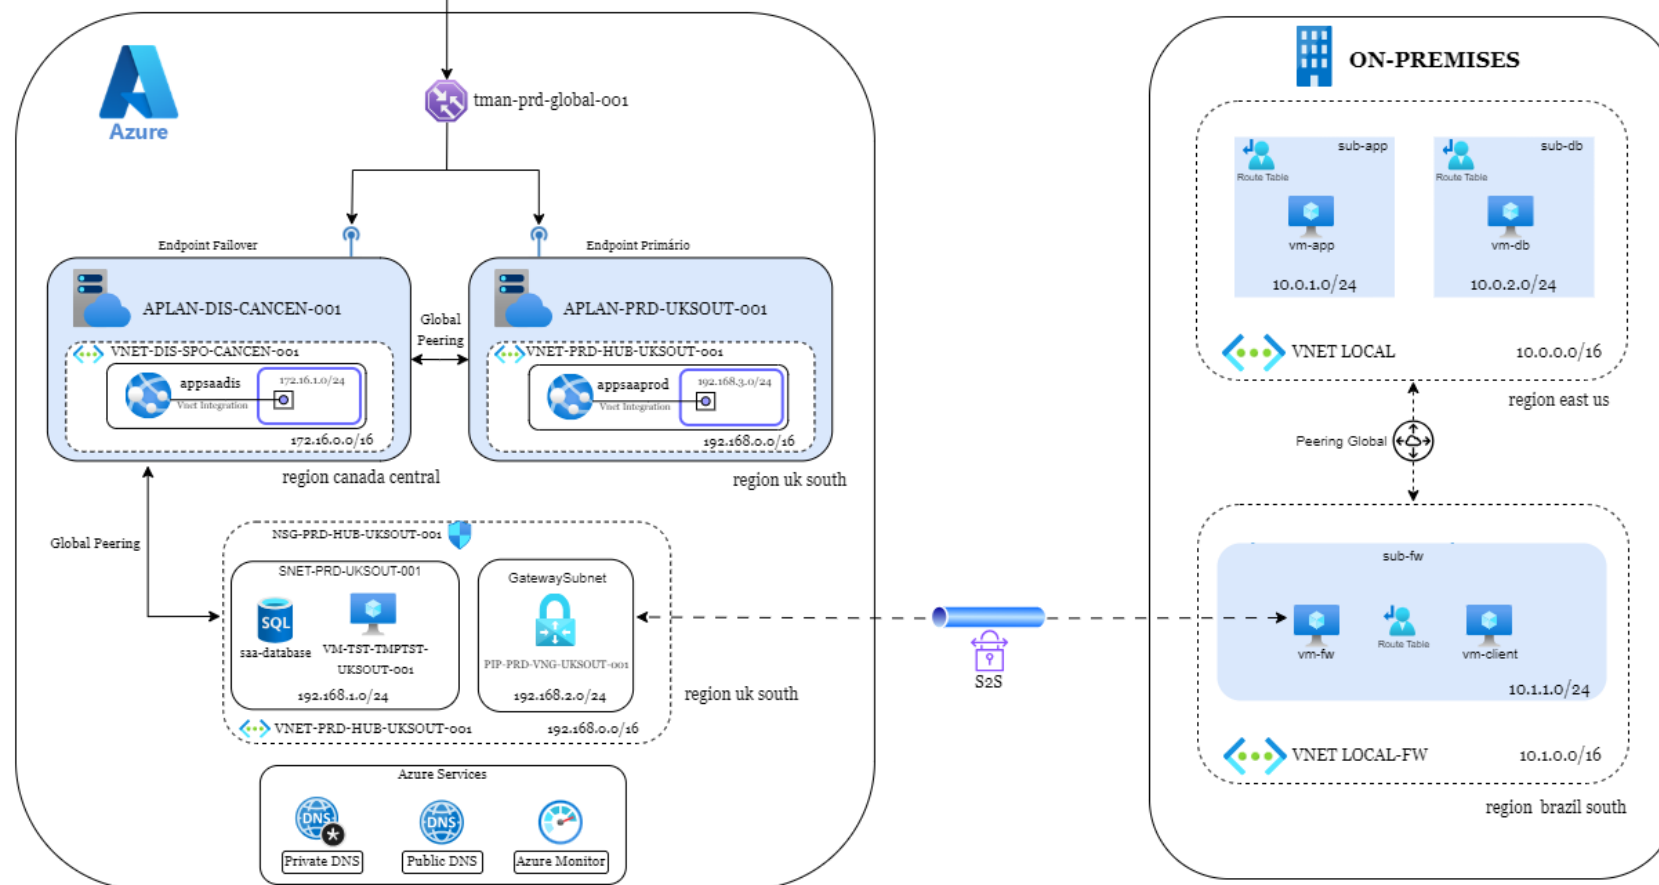 Azure
tman-prd-global-001
Endpoint Failover
Endpoint Primário
APLAN-DIS-CANCEN-001
Global
Peering
APLAN-PRD-UKSOUT-001
VNET-DIS-SPO-CANCEN-001
VNET-PRD-HUB-UKSOUT-001
appsaadis
172.16.1.0/24
Vnet Integration
appsaaprod
192.168.3.0/24
Vnet Integration
172.16.0.0/16
192.168.0.0/16
region canada central
region uk south
Global Peering
NSG-PRD-HUB-UKSOUT-001
SNET-PRD-UKSOUT-001
SQL
saa-database
VM-TST-TMPTST-
UKSOUT-001
192.168.1.0/24
GatewaySubnet
PIP-PRD-VNG-UKSOUT-001
192.168.2.0/24
region uk south
VNET-PRD-HUB-UKSOUT-001
192.168.0.0/16
Azure Services
DNS
Private DNS
DNS
Public DNS
Azure Monitor
S2S
ON-PREMISES
sub-app
Route Table
vm-app
10.0.1.0/24
sub-db
Route Table
vm-db
10.0.2.0/24
VNET LOCAL
10.0.0.0/16
region east us
Peering Global
sub-fw
vm-fw
Route Table
vm-client
10.1.1.0/24
VNET LOCAL-FW
10.1.0.0/16
region brazil south